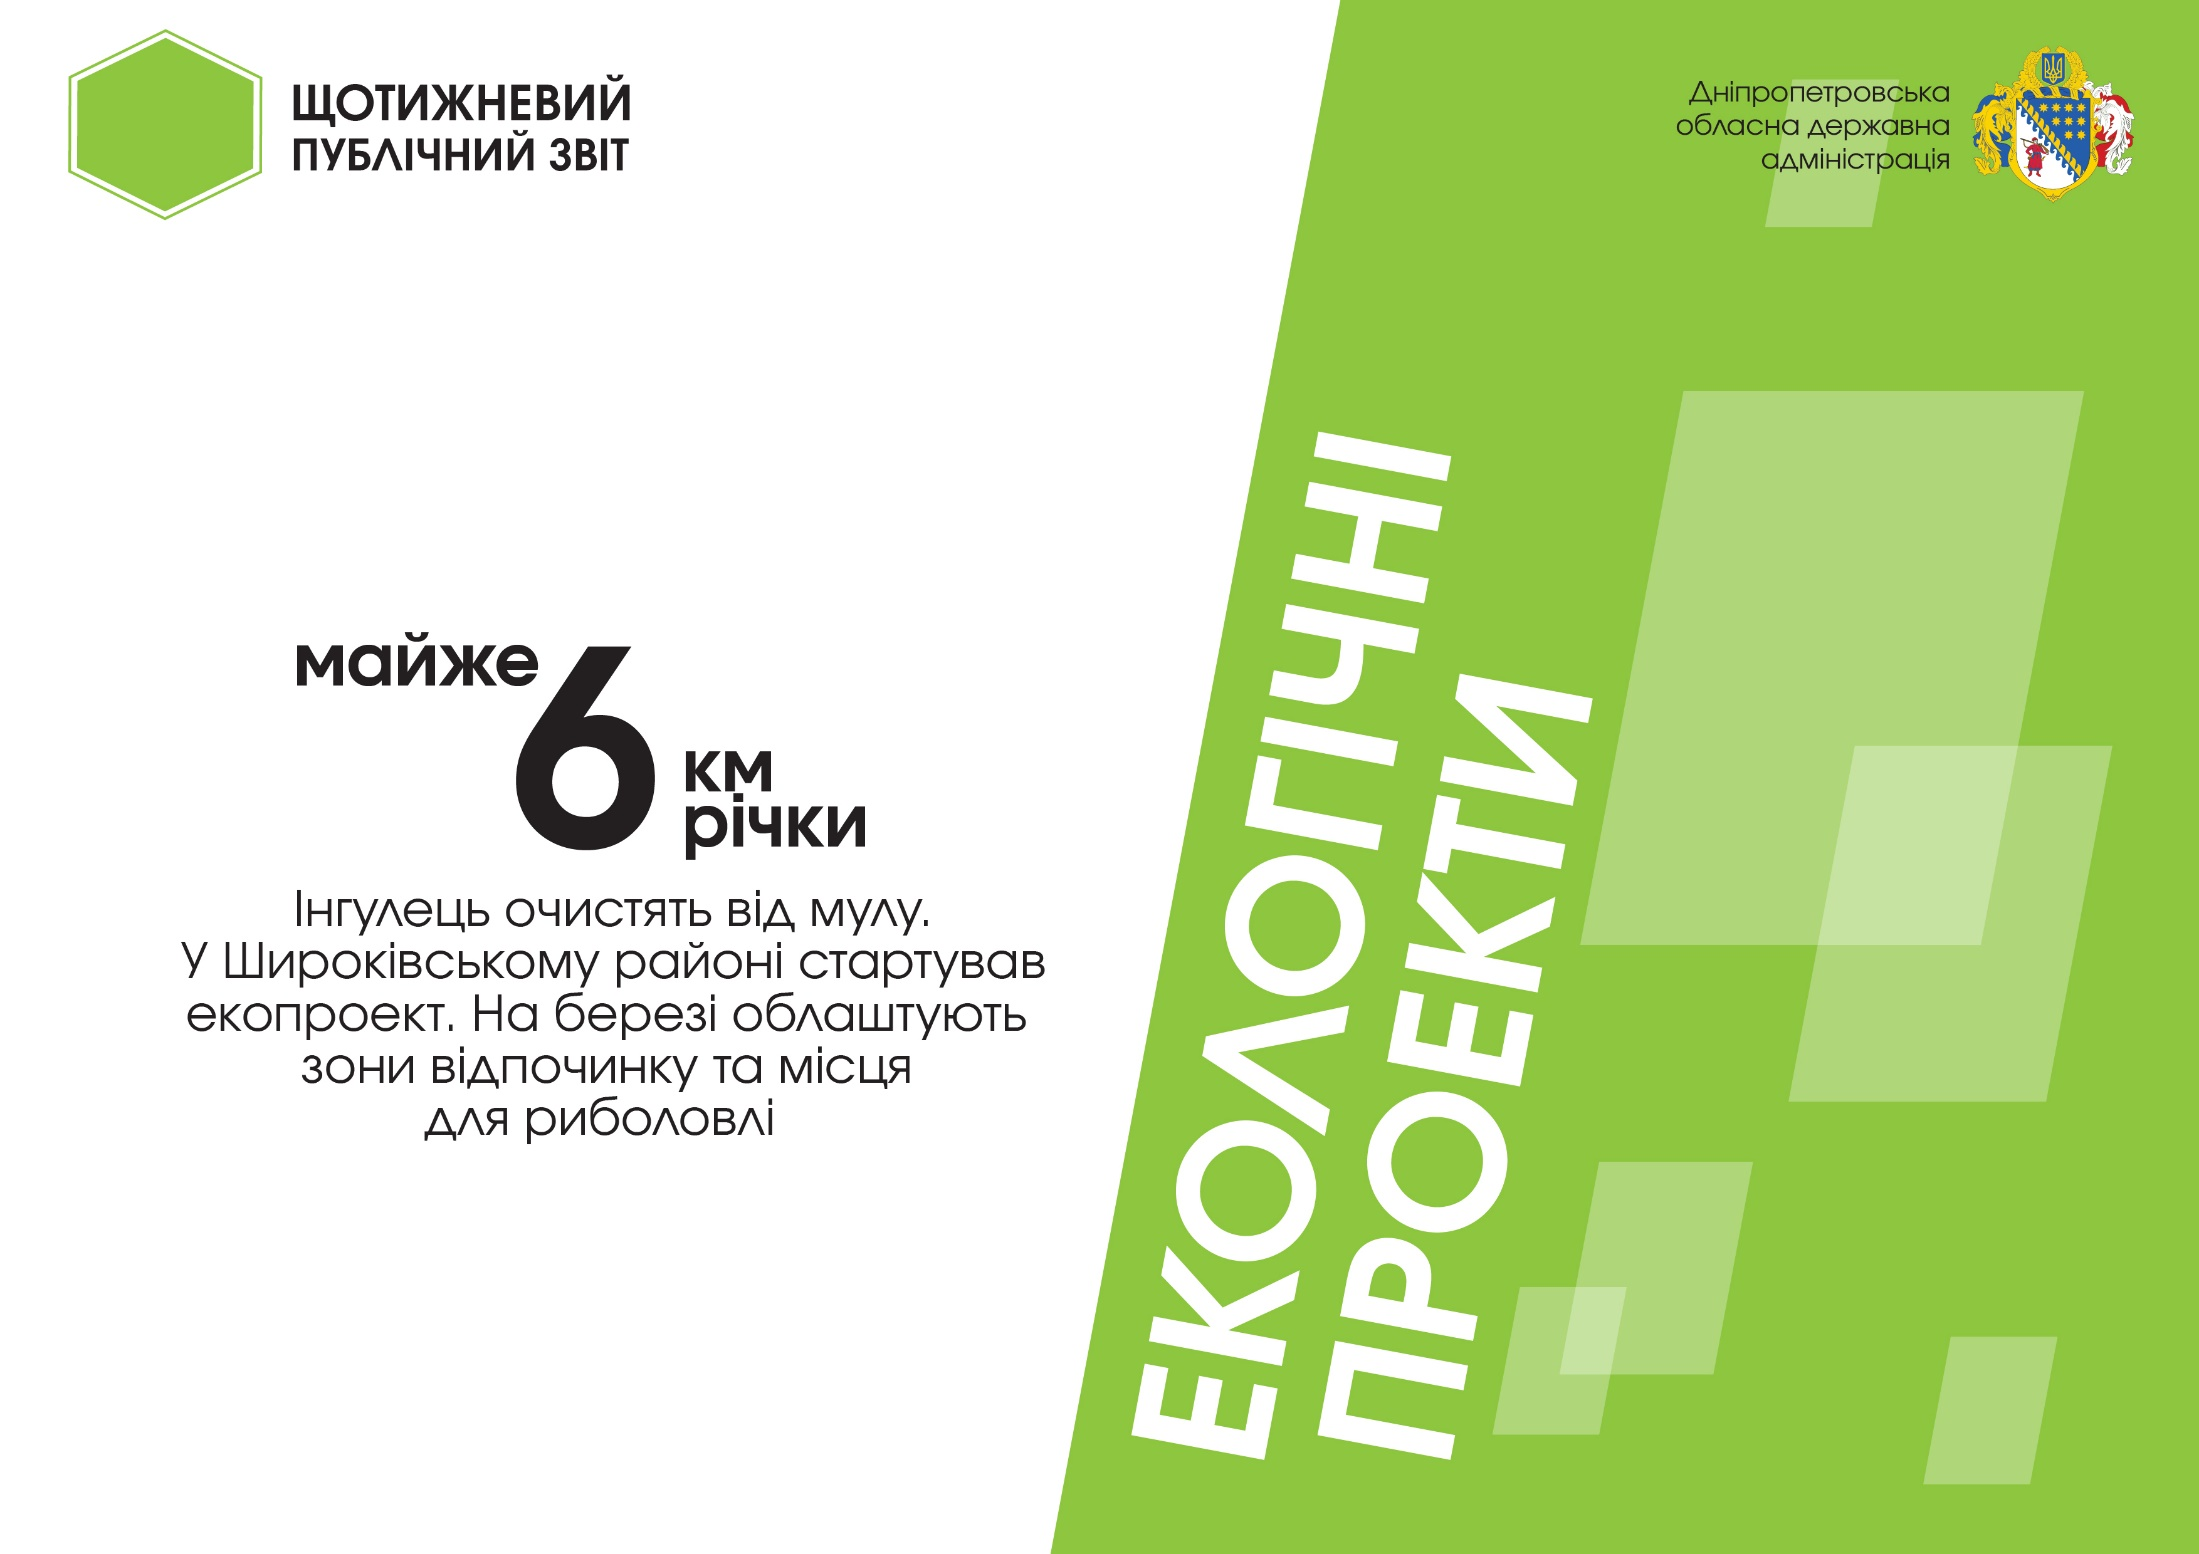 ЩОТИЖНЕВИЙ
ПУБЛІЧНИЙ ЗВІТ
Дніпропетровська
обласна державна
адміністрація
майже
6
км
річки
Інгулець очистять від мулу.
У Широківському районі стартував
екопроект. На березі облаштують
зони відпочинку та місця
для риболовлі
ЕКОЛОГІЧНІ
ПРОЕКТИ